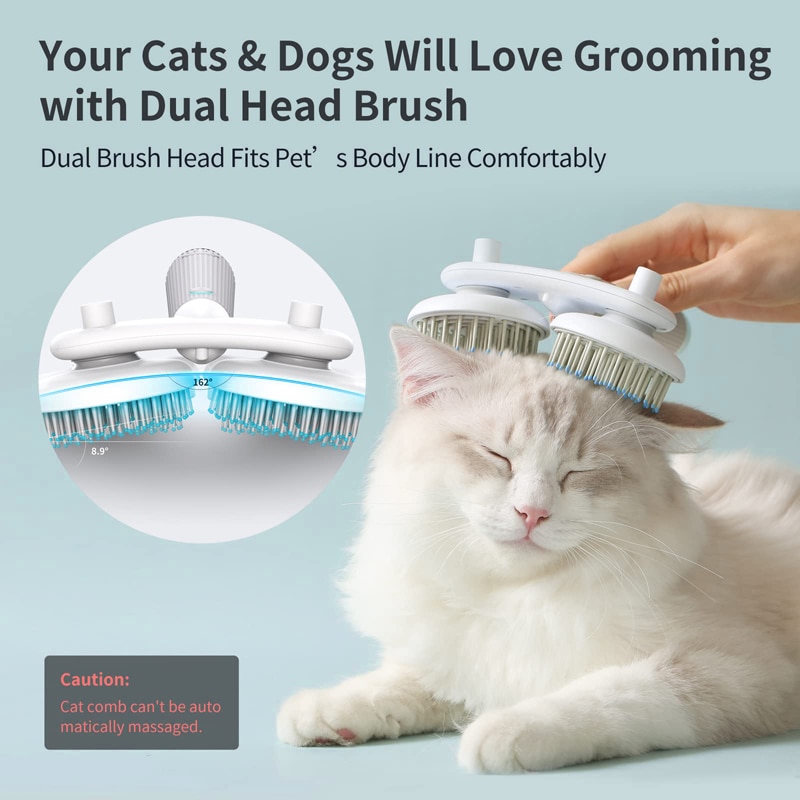 Your Cats & Dogs Will Love Grooming
with Dual Head Brush
Dual Brush Head Fits Pet’ s Body Line Comfortably
162°
8.9°
Caution:
Cat comb can't be auto
matically massaged.